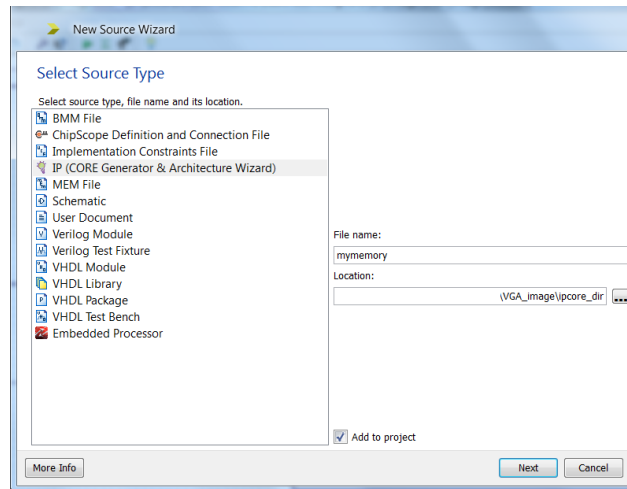 New Source Wizard
Select Source Type
Select source type, file name and its location.
BMM File
ChipScope Definition and Connection File
Implementation Constraints File
IP (CORE Generator & Architecture Wizard)
MEM File
Schematic
User Document
Verilog Module
Verilog Test Fixture
VHDL Module
VHDL Library
VHDL Package
VHDL Test Bench
Embedded Processor
File name:
mymemory
Location:
\VGA_image\ipcore_dir
...
Add to project
More Info
Next
Cancel